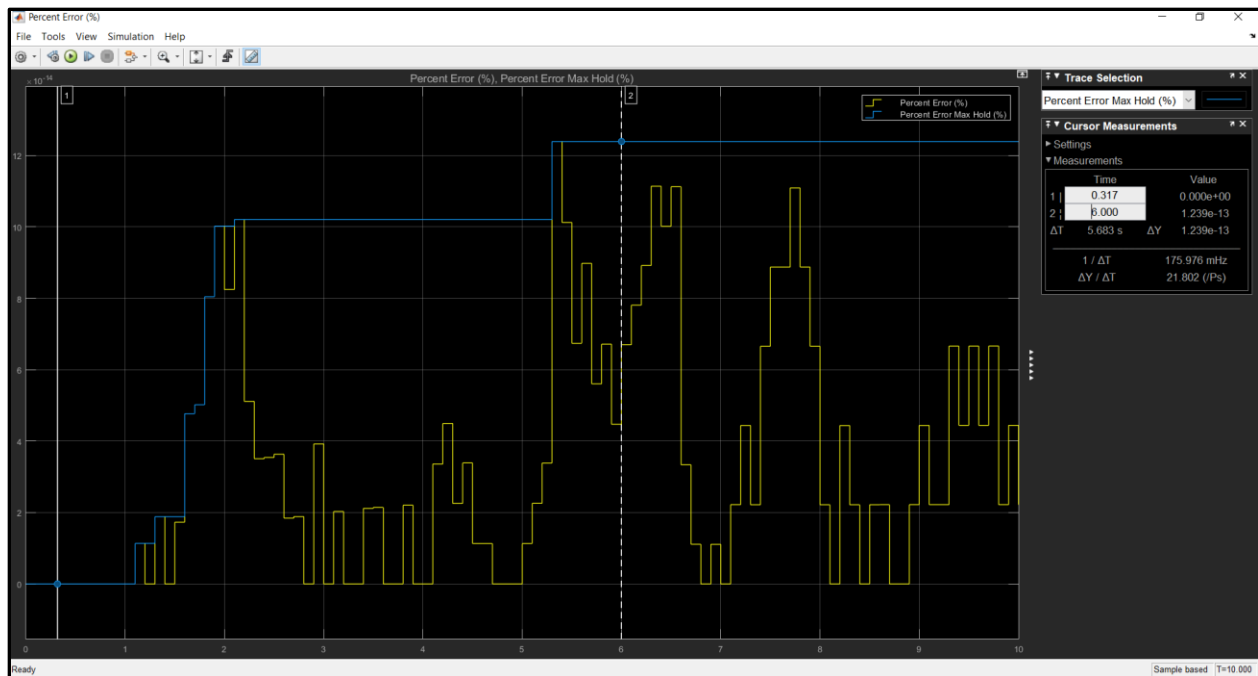 Percent Error (%)
File Tools View Simulation Help
× 10⁻¹⁴
Percent Error (%), Percent Error Max Hold (%)
1
2
Percent Error (%)
Percent Error Max Hold (%)
12
10
8
6
4
2
0
0 1 2 3 4 5 6 7 8 9 10
Trace Selection
Percent Error Max Hold (%)
Cursor Measurements
Settings
Measurements
Time Value
1 | 0.317 0.000e+00
2 ¦ 6.000 1.239e-13
ΔT 5.683 s ΔY 1.239e-13
1 / ΔT 175.976 mHz
ΔY / ΔT 21.802 (/Ps)
Ready
Sample based T=10.000